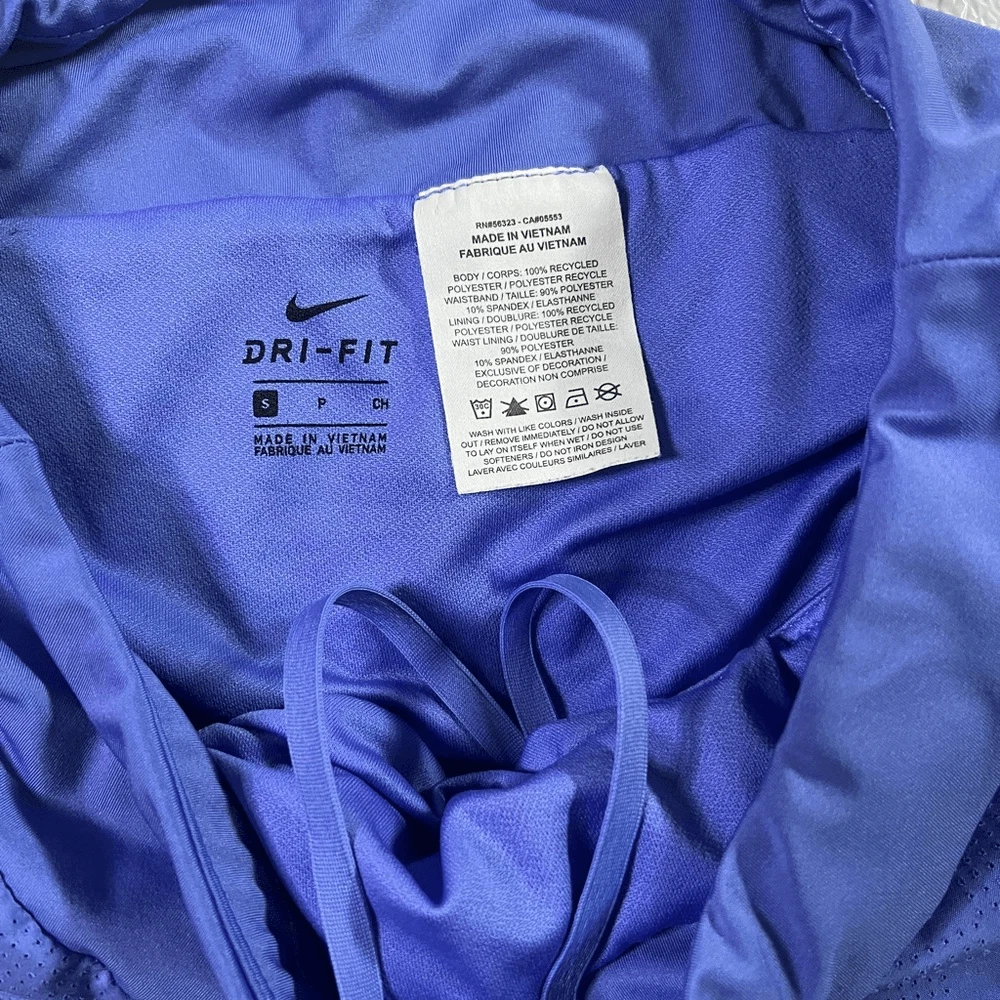 DRI-FIT
S P CH
MADE IN VIETNAM
FABRIQUE AU VIETNAM
RN#56323 - CA#05553
MADE IN VIETNAM
FABRIQUE AU VIETNAM
BODY / CORPS: 100% RECYCLED
POLYESTER / POLYESTER RECYCLE
WAISTBAND / TAILLE: 90% POLYESTER
10% SPANDEX / ELASTHANNE
LINING / DOUBLURE: 100% RECYCLED
POLYESTER / POLYESTER RECYCLE
WAIST LINING / DOUBLURE DE TAILLE:
90% POLYESTER
10% SPANDEX / ELASTHANNE
EXCLUSIVE OF DECORATION /
DECORATION NON COMPRISE
30C
WASH WITH LIKE COLORS / WASH INSIDE
OUT / REMOVE IMMEDIATELY / DO NOT ALLOW
TO LAY ON ITSELF WHEN WET / DO NOT USE
SOFTENERS / DO NOT IRON DESIGN
LAVER AVEC COULEURS SIMILAIRES / LAVER